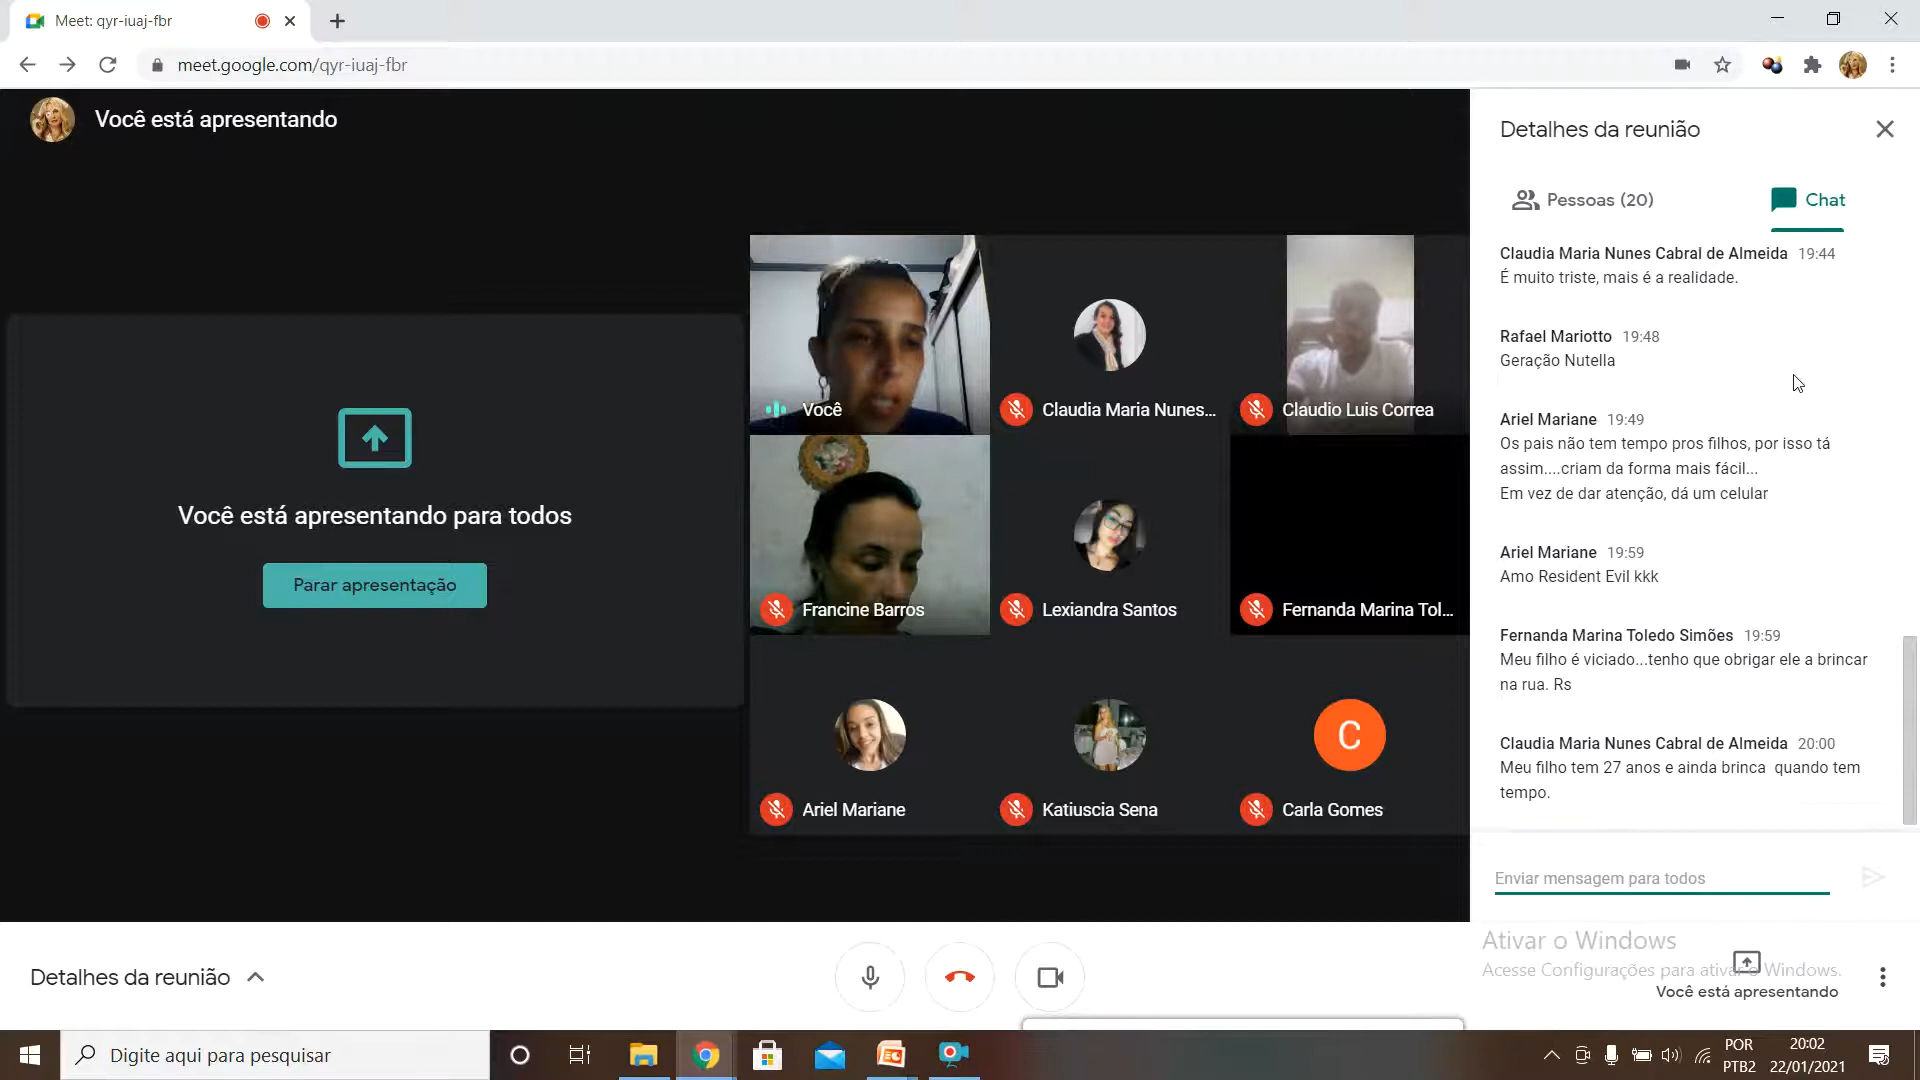 Meet: qyr-iuaj-fbr
meet.google.com/qyr-iuaj-fbr
Você está apresentando
Você está apresentando para todos
Parar apresentação
Você
Claudia Maria Nunes...
Claudio Luis Correa
Francine Barros
Lexiandra Santos
Fernanda Marina Tol...
Ariel Mariane
Katiuscia Sena
C
Carla Gomes
Detalhes da reunião
Pessoas (20)
Chat
Claudia Maria Nunes Cabral de Almeida 19:44
É muito triste, mais é a realidade.
Rafael Mariotto 19:48
Geração Nutella
Ariel Mariane 19:49
Os pais não tem tempo pros filhos, por isso tá
assim....criam da forma mais fácil...
Em vez de dar atenção, dá um celular
Ariel Mariane 19:59
Amo Resident Evil kkk
Fernanda Marina Toledo Simões 19:59
Meu filho é viciado...tenho que obrigar ele a brincar
na rua. Rs
Claudia Maria Nunes Cabral de Almeida 20:00
Meu filho tem 27 anos e ainda brinca quando tem
tempo.
Enviar mensagem para todos
Ativar o Windows
Acesse Configurações para ativar o Windows.
Você está apresentando
Detalhes da reunião
Digite aqui para pesquisar
POR
PTB2
20:02
22/01/2021